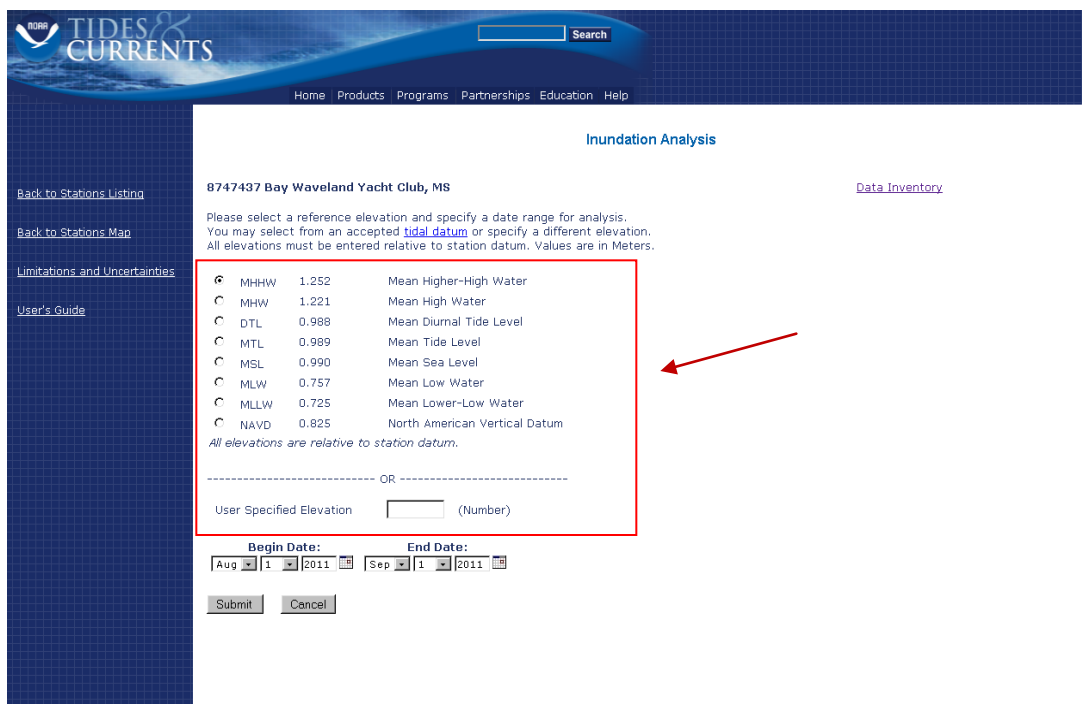 NOAA
TIDES&
CURRENTS
Search
Home Products Programs Partnerships Education Help
Inundation Analysis
Back to Stations Listing
Back to Stations Map
Limitations and Uncertainties
User's Guide
8747437 Bay Waveland Yacht Club, MS
Data Inventory
Please select a reference elevation and specify a date range for analysis.
You may select from an accepted tidal datum or specify a different elevation.
All elevations must be entered relative to station datum. Values are in Meters.
MHHW 1.252 Mean Higher-High Water
MHW 1.221 Mean High Water
DTL 0.988 Mean Diurnal Tide Level
MTL 0.989 Mean Tide Level
MSL 0.990 Mean Sea Level
MLW 0.757 Mean Low Water
MLLW 0.725 Mean Lower-Low Water
NAVD 0.825 North American Vertical Datum
All elevations are relative to station datum.
---------------------------- OR ----------------------------
User Specified Elevation (Number)
Begin Date: End Date:
Aug 1 2011 Sep 1 2011
Submit Cancel